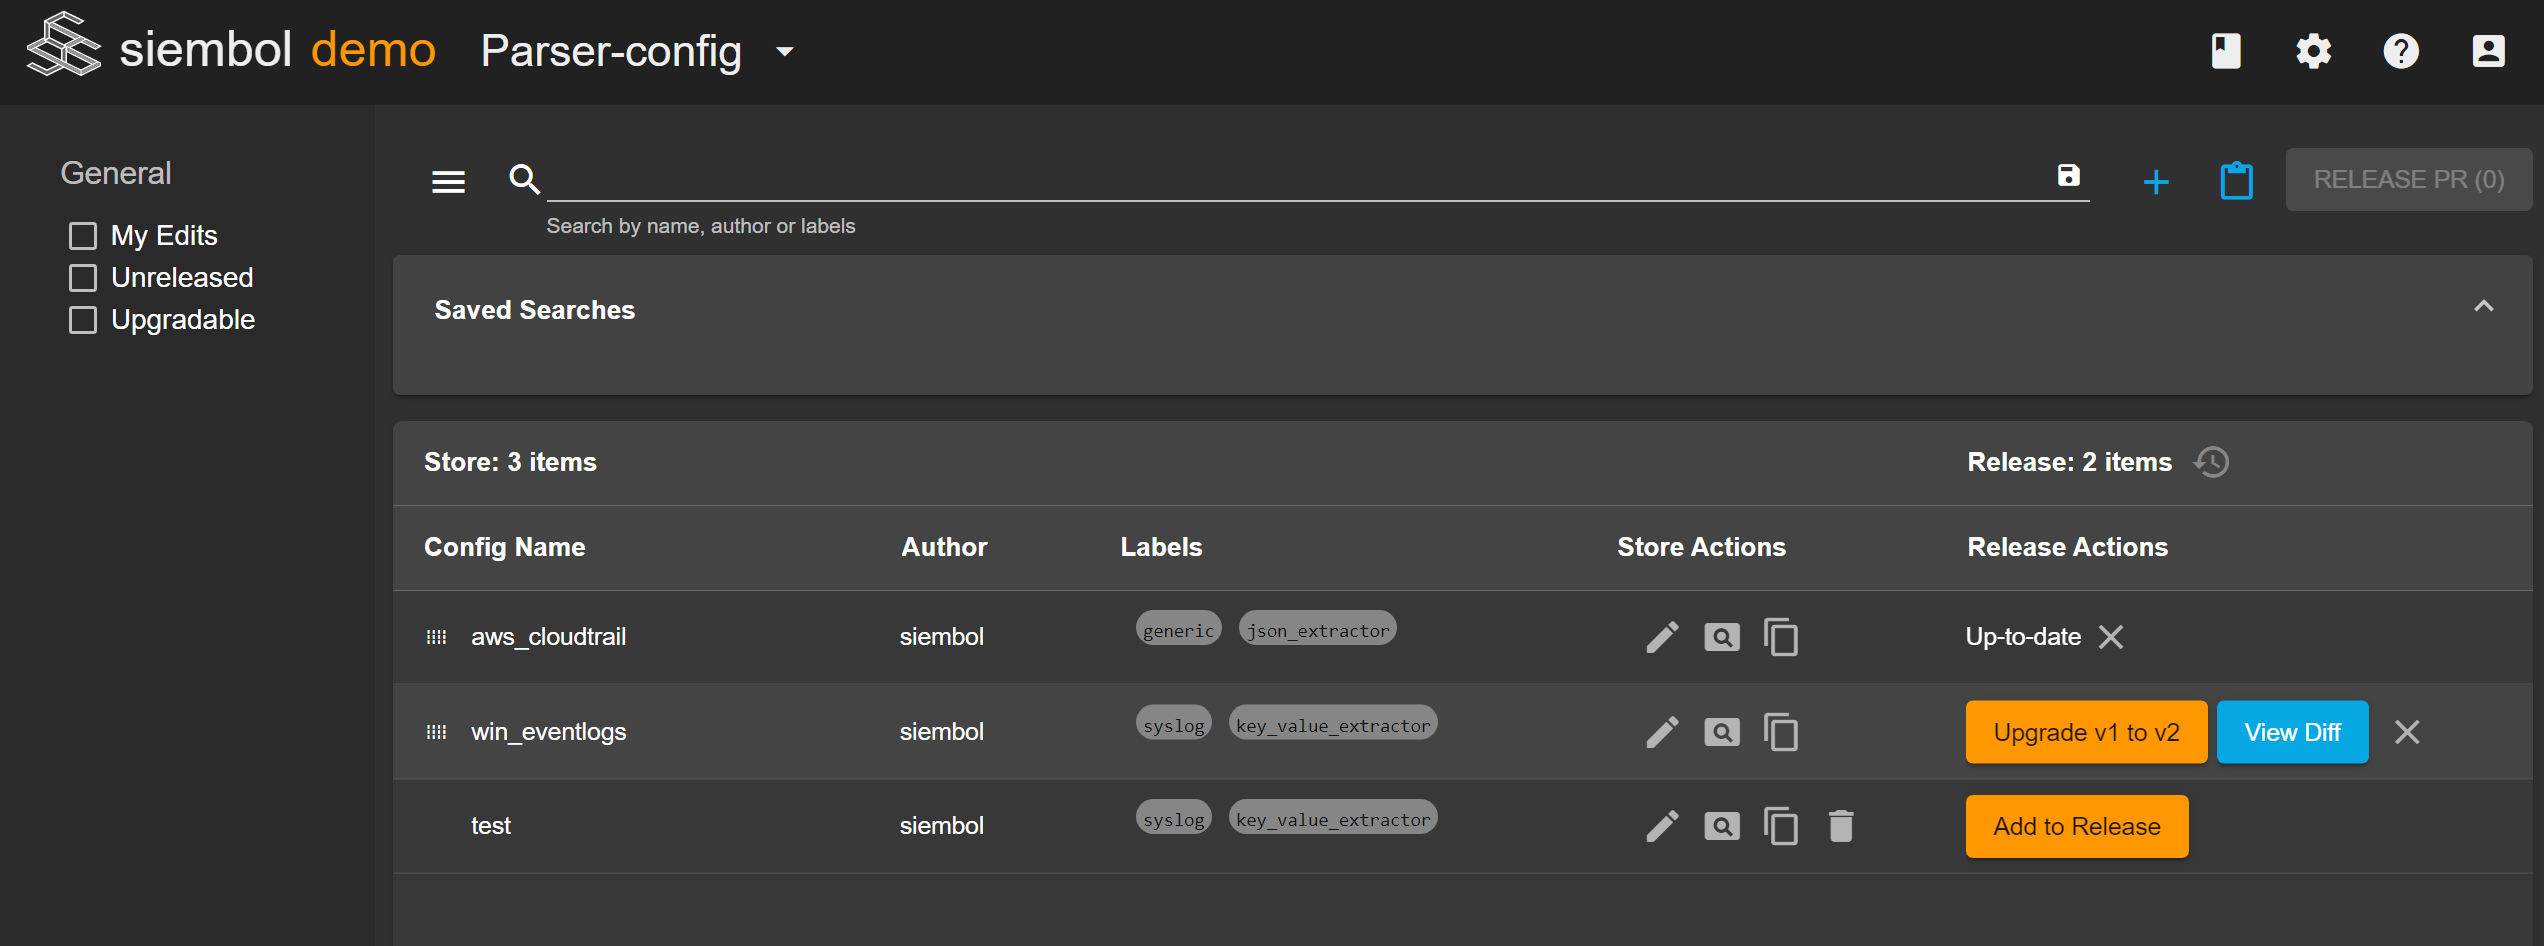 siembol demo Parser-config
General
My Edits
Unreleased
Upgradable
RELEASE PR (0)
Search by name, author or labels
Saved Searches
Store: 3 items Release: 2 items
Config Name Author Labels Store Actions Release Actions
aws_cloudtrail siembol generic json_extractor Up-to-date
win_eventlogs siembol syslog key_value_extractor Upgrade v1 to v2 View Diff
test siembol syslog key_value_extractor Add to Release